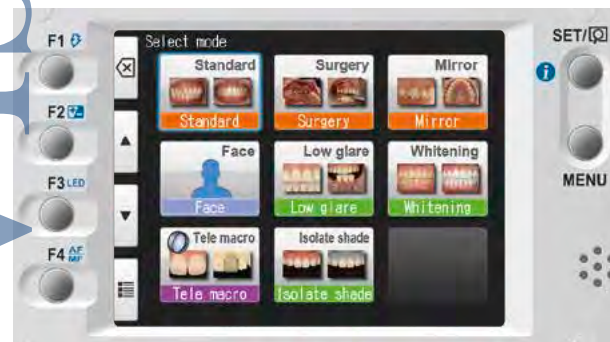 Select mode
SET/
F1
F2
F3 LED
F4 AF MF
MENU
Standard
Standard
Surgery
Surgery
Mirror
Mirror
Face
Face
Low glare
Low glare
Whitening
Whitening
Tele macro
Tele macro
Isolate shade
Isolate shade